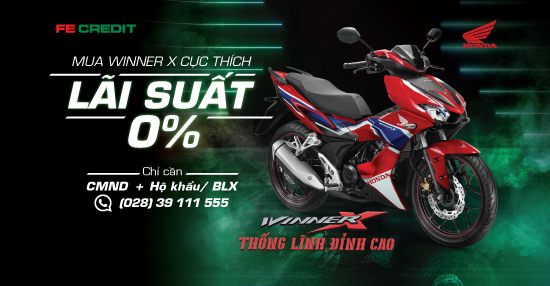 FE CREDIT
HONDA
MUA WINNER X CỰC THÍCH
LÃI SUẤT
0%
Chỉ cần
CMND + Hộ khẩu/ BLX
(028) 39 111 555
WINNER X
THỐNG LĨNH ĐỈNH CAO
HONDA